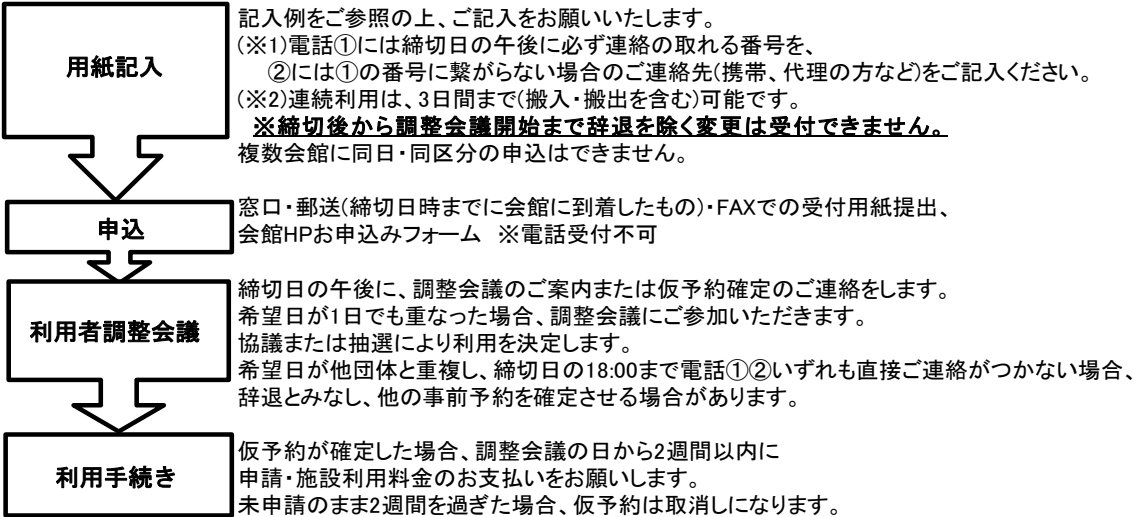 用紙記入
記入例をご参照の上、ご記入をお願いいたします。
(※1)電話①には締切日の午後に必ず連絡の取れる番号を、
②には①の番号に繋がらない場合のご連絡先(携帯、代理の方など)をご記入ください。
(※2)連続利用は、3日間まで(搬入・搬出を含む)可能です。
※締切後から調整会議開始まで辞退を除く変更は受付できません。
複数会館に同日・同区分の申込はできません。
申込
窓口・郵送(締切日時までに会館に到着したもの)・FAXでの受付用紙提出、
会館HPお申込みフォーム　※電話受付不可
利用者調整会議
締切日の午後に、調整会議のご案内または仮予約確定のご連絡をします。
希望日が1日でも重なった場合、調整会議にご参加いただきます。
協議または抽選により利用を決定します。
希望日が他団体と重複し、締切日の18:00まで電話①②いずれも直接ご連絡がつかない場合、
辞退とみなし、他の事前予約を確定させる場合があります。
利用手続き
仮予約が確定した場合、調整会議の日から2週間以内に
申請・施設利用料金のお支払いをお願いします。
未申請のまま2週間を過ぎた場合、仮予約は取消しになります。